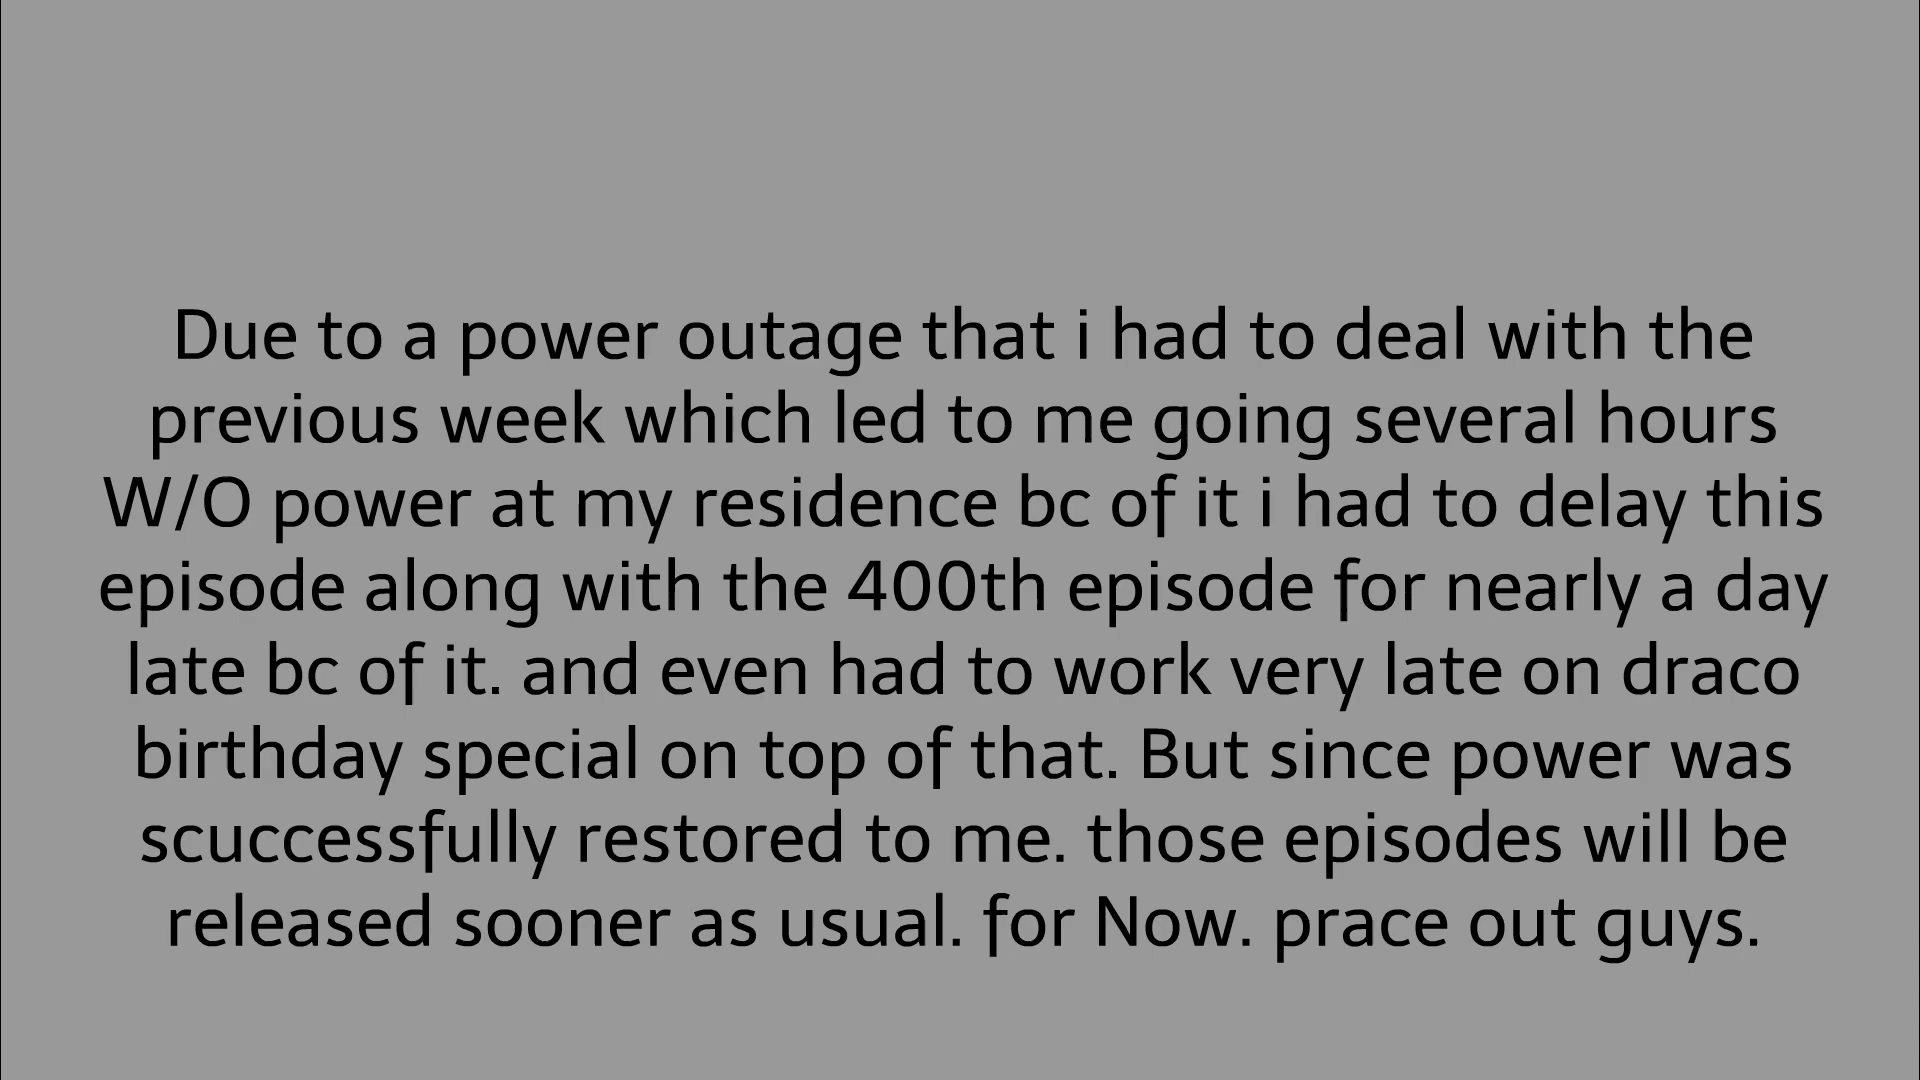 Due to a power outage that i had to deal with the
previous week which led to me going several hours
W/O power at my residence bc of it i had to delay this
episode along with the 400th episode for nearly a day
late bc of it. and even had to work very late on draco
birthday special on top of that. But since power was
scuccessfully restored to me. those episodes will be
released sooner as usual. for Now. prace out guys.